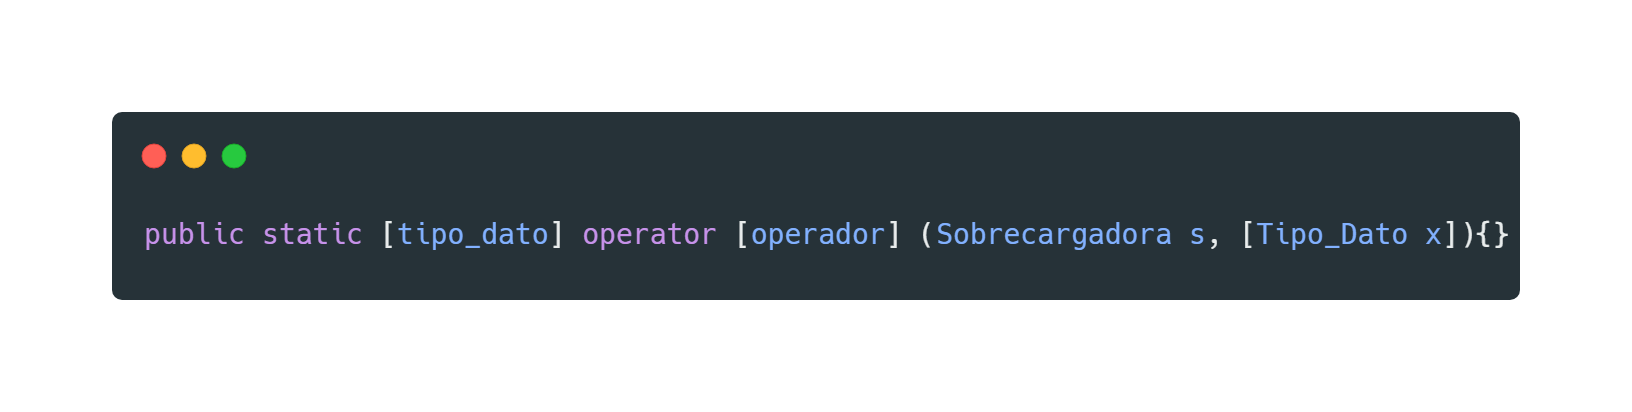 public static [tipo_dato] operator [operador] (Sobrecargadora s, [Tipo_Dato x]){}